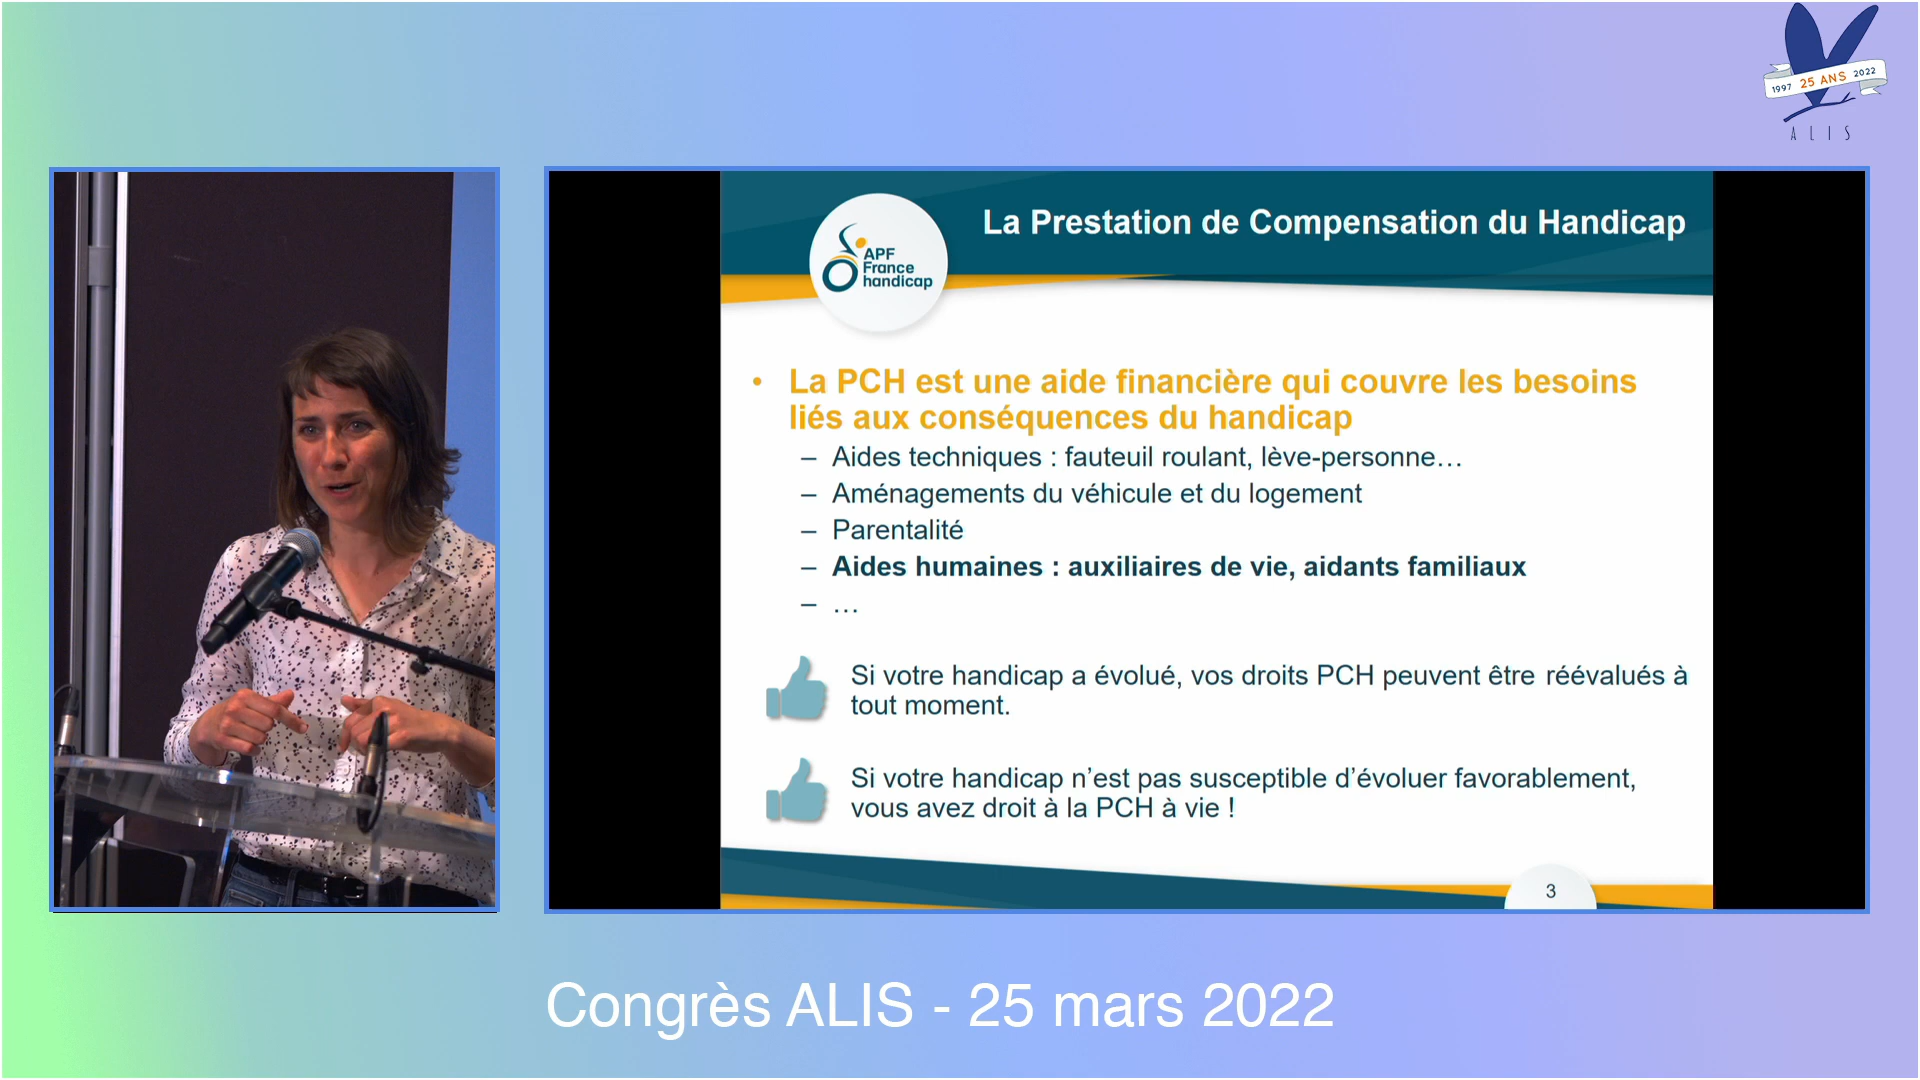 1997 25 ANS 2022
ALIS
APF
France
handicap
La Prestation de Compensation du Handicap
• La PCH est une aide financière qui couvre les besoins
liés aux conséquences du handicap
– Aides techniques : fauteuil roulant, lève-personne…
– Aménagements du véhicule et du logement
– Parentalité
– Aides humaines : auxiliaires de vie, aidants familiaux
– …
Si votre handicap a évolué, vos droits PCH peuvent être réévalués à
tout moment.
Si votre handicap n’est pas susceptible d’évoluer favorablement,
vous avez droit à la PCH à vie !
3
Congrès ALIS - 25 mars 2022